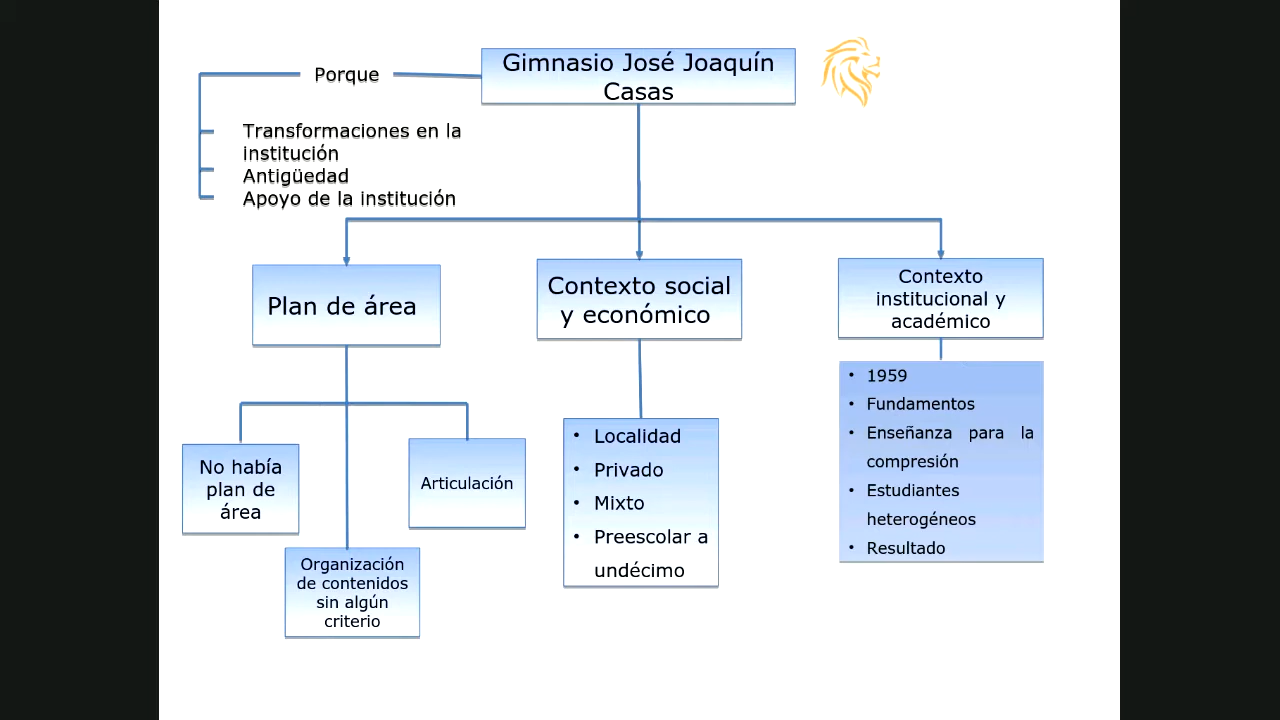 Gimnasio José Joaquín
Casas
Porque
Transformaciones en la
institución
Antigüedad
Apoyo de la institución
Plan de área
No había
plan de
área
Organización
de contenidos
sin algún
criterio
Articulación
Contexto social
y económico
• Localidad
• Privado
• Mixto
• Preescolar a
undécimo
Contexto
institucional y
académico
• 1959
• Fundamentos
• Enseñanza para la
compresión
• Estudiantes
heterogéneos
• Resultado